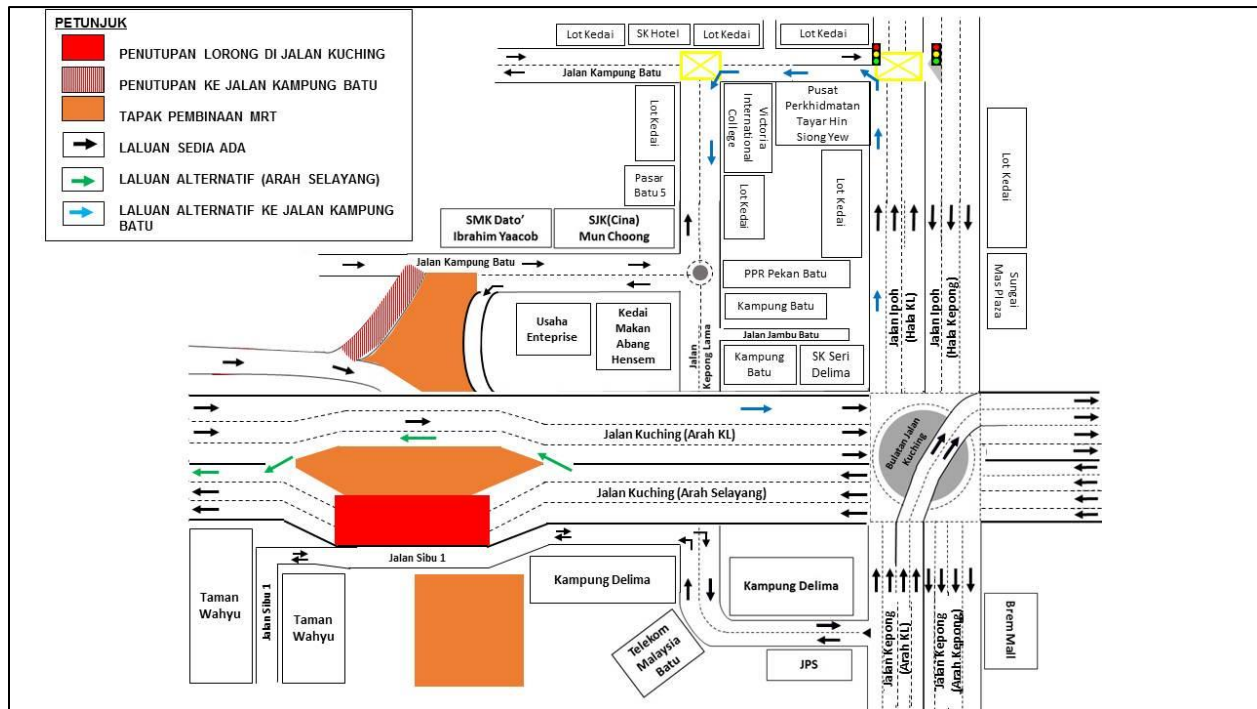 PETUNJUK
PENUTUPAN LORONG DI JALAN KUCHING
PENUTUPAN KE JALAN KAMPUNG BATU
TAPAK PEMBINAAN MRT
LALUAN SEDIA ADA
LALUAN ALTERNATIF (ARAH SELAYANG)
LALUAN ALTERNATIF KE JALAN KAMPUNG
BATU
Lot Kedai
SK Hotel
Lot Kedai
Lot Kedai
Jalan Kampung Batu
Lot Kedai
Victoria
International
College
Pusat
Perkhidmatan
Tayar Hin
Siong Yew
Lot Kedai
Pasar
Batu 5
Lot Kedai
Lot Kedai
SMK Dato’
Ibrahim Yaacob
SJK(Cina)
Mun Choong
Jalan Kampung Batu
PPR Pekan Batu
Kampung Batu
Jalan Jambu Batu
Kampung
Batu
SK Seri
Delima
Usaha
Enteprise
Kedai
Makan
Abang
Hensem
Jalan
Kepong Lama
Jalan Ipoh
(Hala KL)
Jalan Ipoh
(Hala Kepong)
Sungai
Mas Plaza
Jalan Kuching (Arah KL)
Bulatan Jalan
Kuching
Jalan Kuching (Arah Selayang)
Jalan Sibu 1
Taman
Wahyu
Jalan Sibu 1
Taman
Wahyu
Kampung Delima
Kampung Delima
Telekom
Malaysia
Batu
JPS
Jalan Kepong
(Arah KL)
Jalan Kepong
(Arah Kepong)
Brem Mall